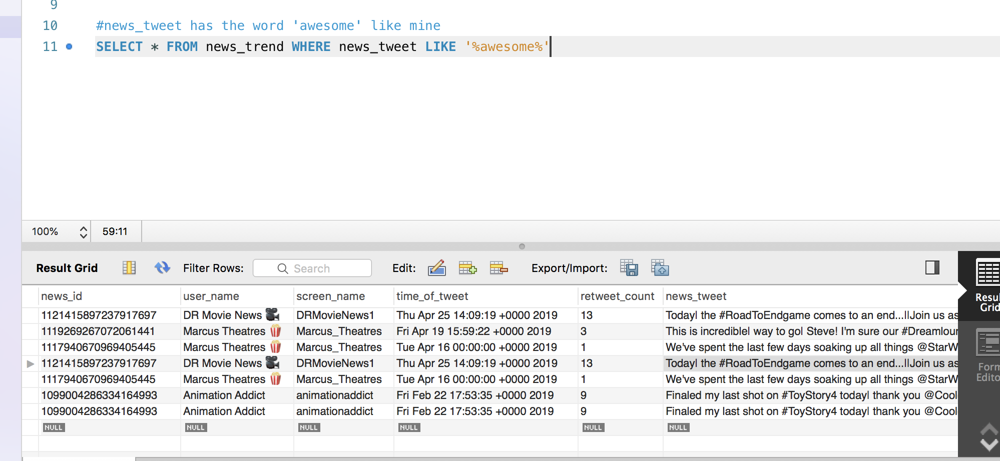 9
10 #news_tweet has the word 'awesome' like mine
11 SELECT * FROM news_trend WHERE news_tweet LIKE '%awesome%'
100% 59:11
Result Grid Filter Rows: Search Edit: Export/Import:
Resul
Grid
news_id user_name screen_name time_of_tweet retweet_count news_tweet
1121415897237917697 DR Movie News 🎥 DRMovieNews1 Thu Apr 25 14:09:19 +0000 2019 13 Today| the #RoadToEndgame comes to an end...||Join us as
1119269267072061441 Marcus Theatres 🍿 Marcus_Theatres Fri Apr 19 15:59:22 +0000 2019 3 This is incredible| way to go| Steve! I'm sure our #Dreamlour
1117940670969405445 Marcus Theatres 🍿 Marcus_Theatres Tue Apr 16 00:00:00 +0000 2019 1 We've spent the last few days soaking up all things @StarW
1121415897237917697 DR Movie News 🎥 DRMovieNews1 Thu Apr 25 14:09:19 +0000 2019 13 Today| the #RoadToEndgame comes to an end...||Join us as
Form
Edito
1117940670969405445 Marcus Theatres 🍿 Marcus_Theatres Tue Apr 16 00:00:00 +0000 2019 1 We've spent the last few days soaking up all things @StarW
1099004286334164993 Animation Addict animationaddict Fri Feb 22 17:53:35 +0000 2019 9 Finaled my last shot on #ToyStory4 today| thank you @Cool
1099004286334164993 Animation Addict animationaddict Fri Feb 22 17:53:35 +0000 2019 9 Finaled my last shot on #ToyStory4 today| thank you @Cool
NULL NULL NULL NULL NULL NULL